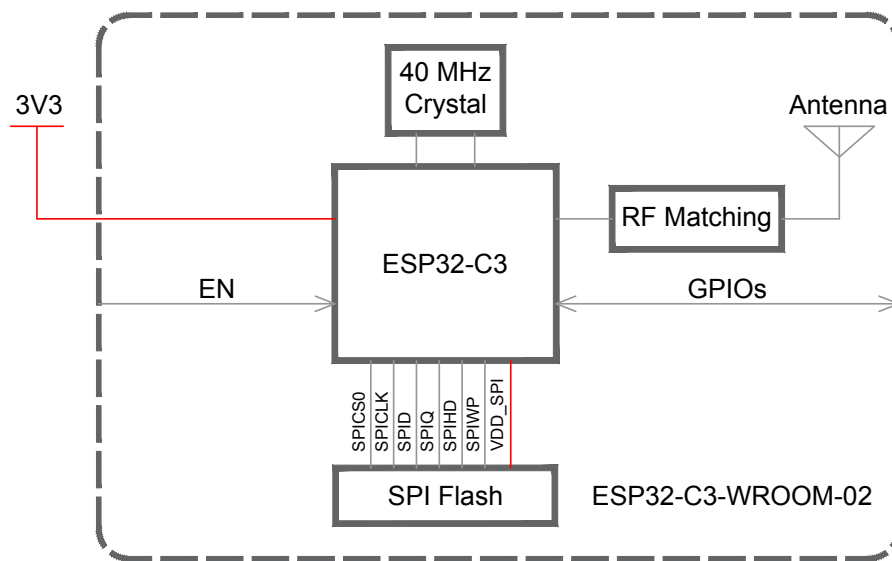 40 MHz
Crystal
3V3
Antenna
RF Matching
ESP32-C3
EN
GPIOs
SPICS0
SPICLK
SPID
SPIQ
SPIHD
SPIWP
VDD_SPI
SPI Flash
ESP32-C3-WROOM-02